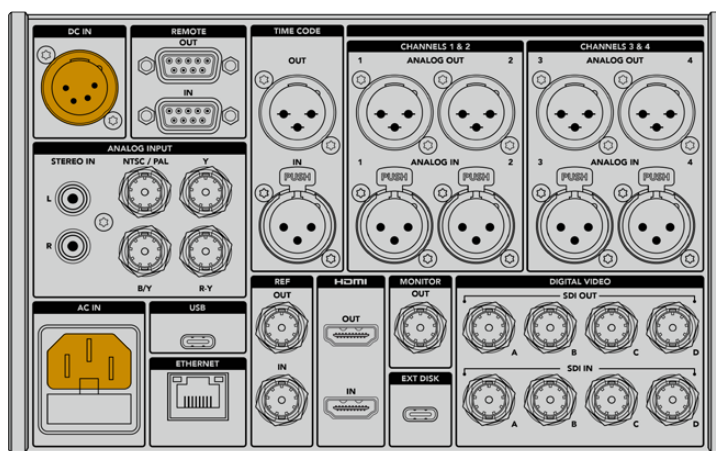 DC IN
REMOTE
OUT
IN
TIME CODE
OUT
IN
PUSH
CHANNELS 1 & 2
1 ANALOG OUT 2
1 ANALOG IN 2
PUSH PUSH
CHANNELS 3 & 4
3 ANALOG OUT 4
3 ANALOG IN 4
PUSH PUSH
ANALOG INPUT
STEREO IN NTSC / PAL Y
L
R
B/Y R-Y
AC IN
USB
ETHERNET
REF
OUT
IN
HDMI
OUT
IN
MONITOR
OUT
EXT DISK
DIGITAL VIDEO
SDI OUT
A B C D
SDI IN
A B C D